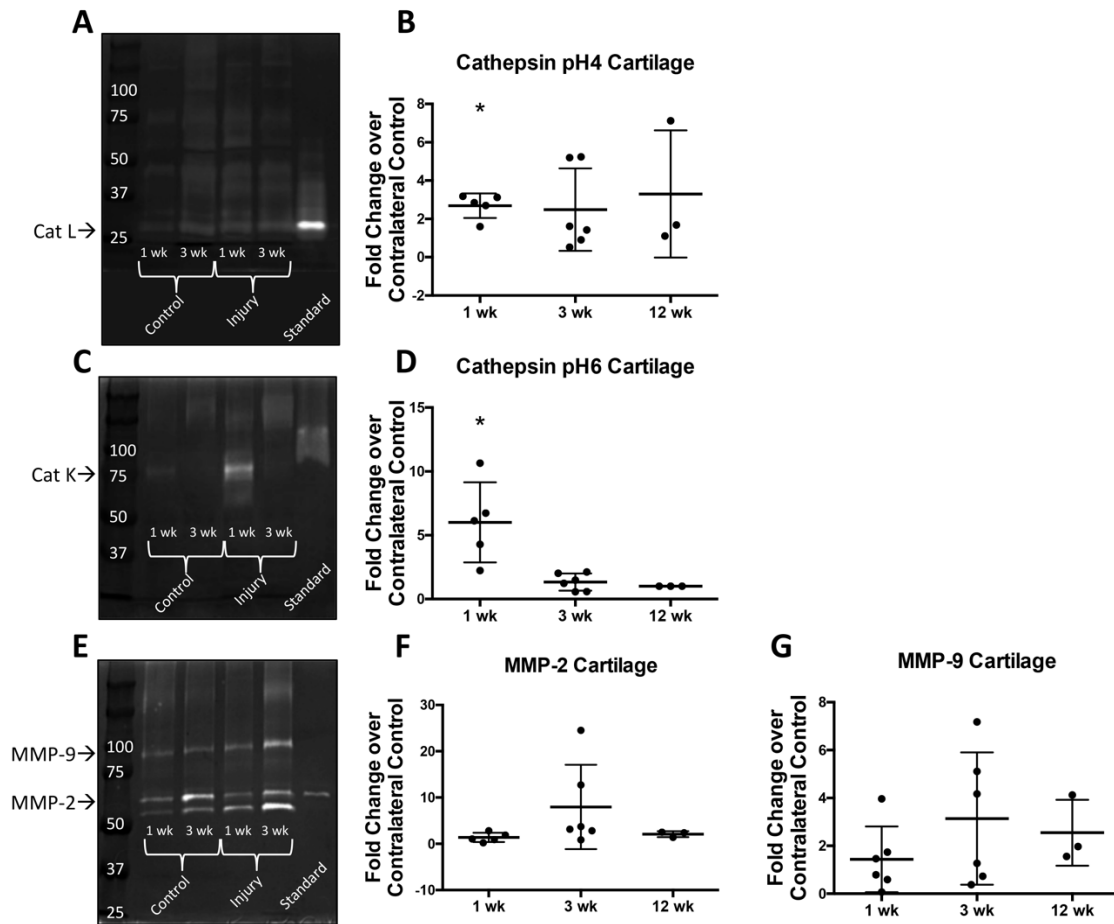 A
100
75
50
37
25
Cat L→
1 wk 3 wk 1 wk 3 wk
Control Injury Standard
B
Cathepsin pH4 Cartilage
Fold Change over
Contralateral Control
8
6
4
2
0
-2
*
1 wk 3 wk 12 wk
C
100
75
50
37
Cat K→
1 wk 3 wk 1 wk 3 wk
Control Injury Standard
D
Cathepsin pH6 Cartilage
Fold Change over
Contralateral Control
15
10
5
0
*
1 wk 3 wk 12 wk
E
MMP-9→
MMP-2→
100
75
50
37
25
1 wk 3 wk 1 wk 3 wk
Control Injury Standard
F
MMP-2 Cartilage
Fold Change over
Contralateral Control
30
20
10
0
-10
1 wk 3 wk 12 wk
G
MMP-9 Cartilage
Fold Change over
Contralateral Control
8
6
4
2
0
1 wk 3 wk 12 wk